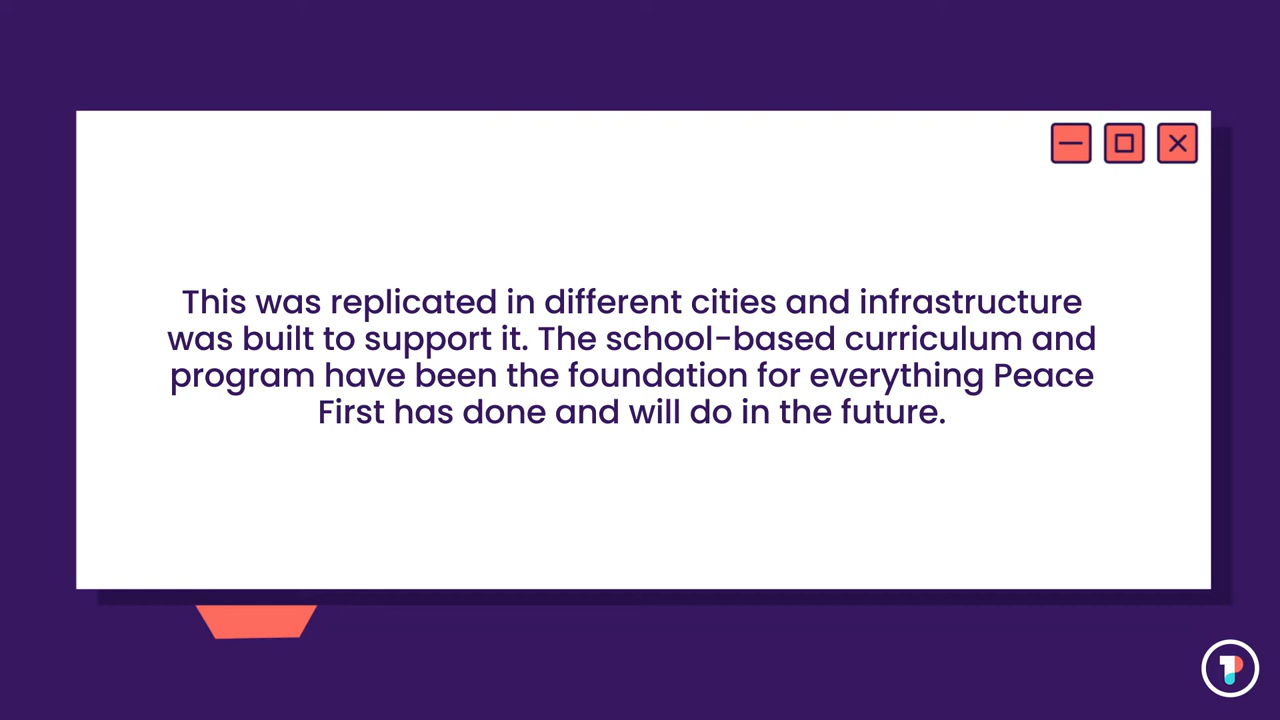 This was replicated in different cities and infrastructure
was built to support it. The school-based curriculum and
program have been the foundation for everything Peace
First has done and will do in the future.